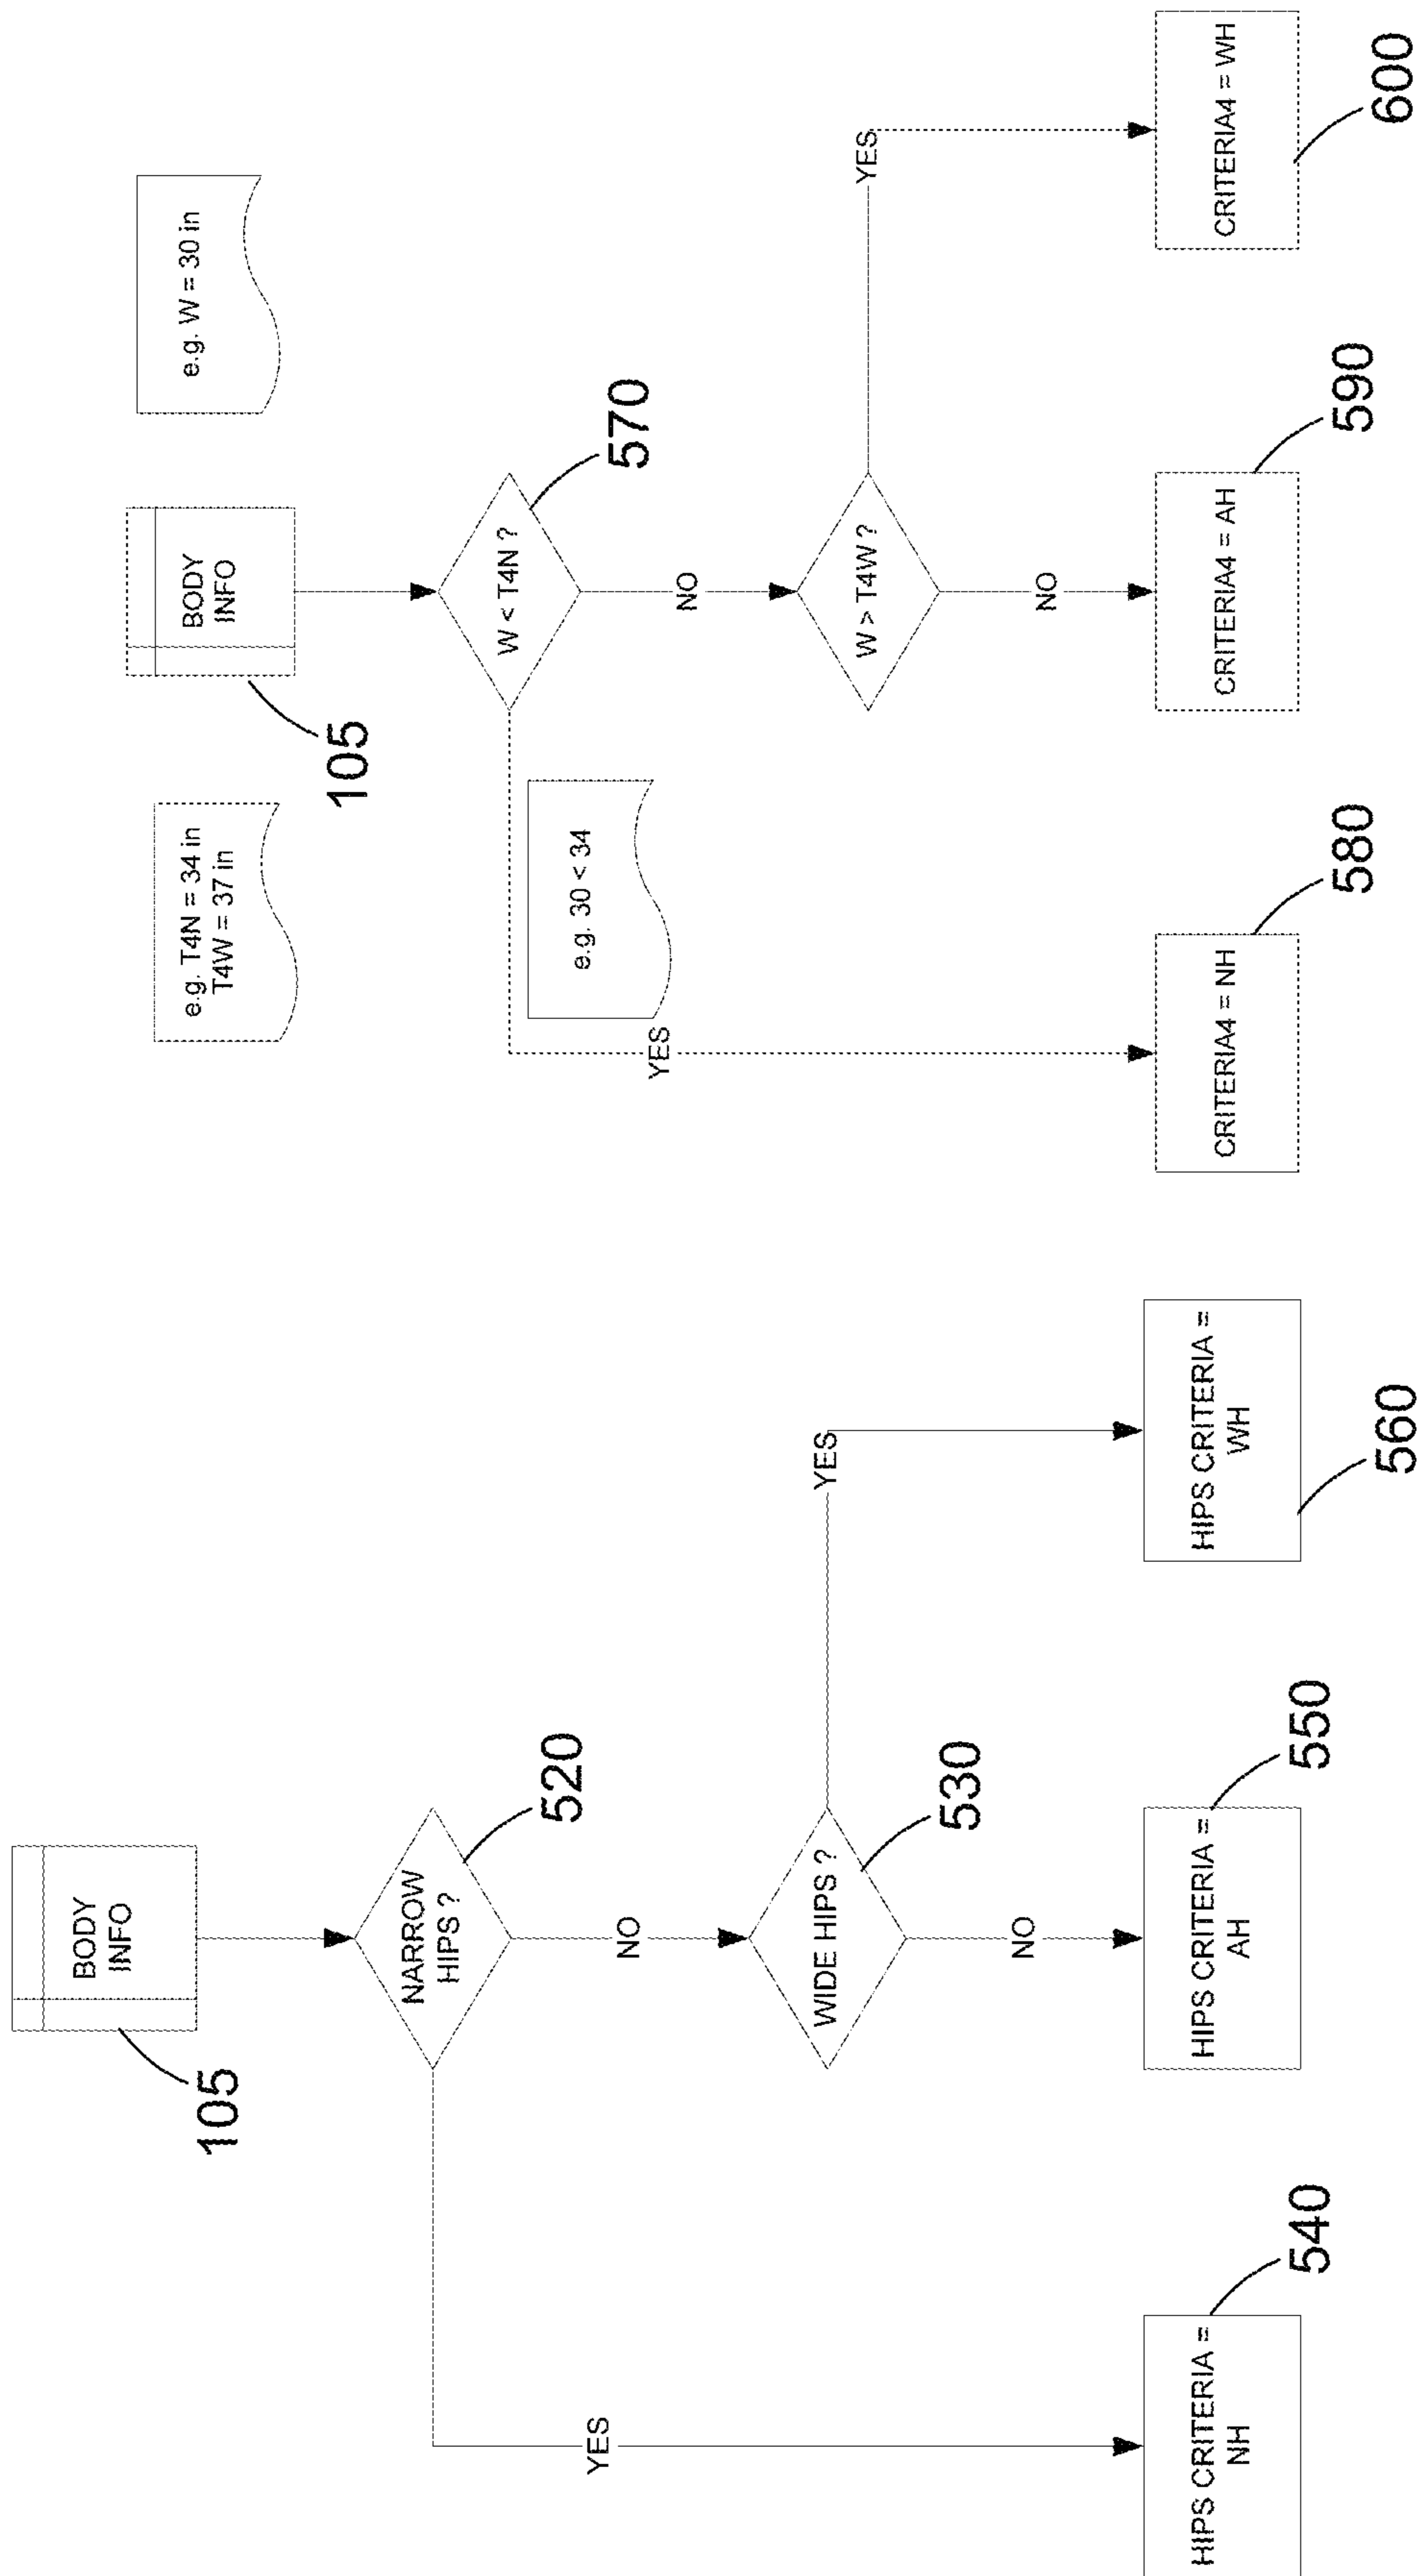 BODY
INFO
105
NARROW
HIPS ?
520
NO
YES
WIDE HIPS ?
530
YES
NO
HIPS CRITERIA =
NH
540
HIPS CRITERIA =
AH
550
HIPS CRITERIA =
WH
560
e.g. T4N = 34 in
T4W = 37 in
BODY
INFO
105
e.g. W = 30 in
W < T4N ?
570
e.g. 30 < 34
YES
NO
W > T4W ?
YES
NO
CRITERIA4 = NH
580
CRITERIA4 = AH
590
CRITERIA4 = WH
600